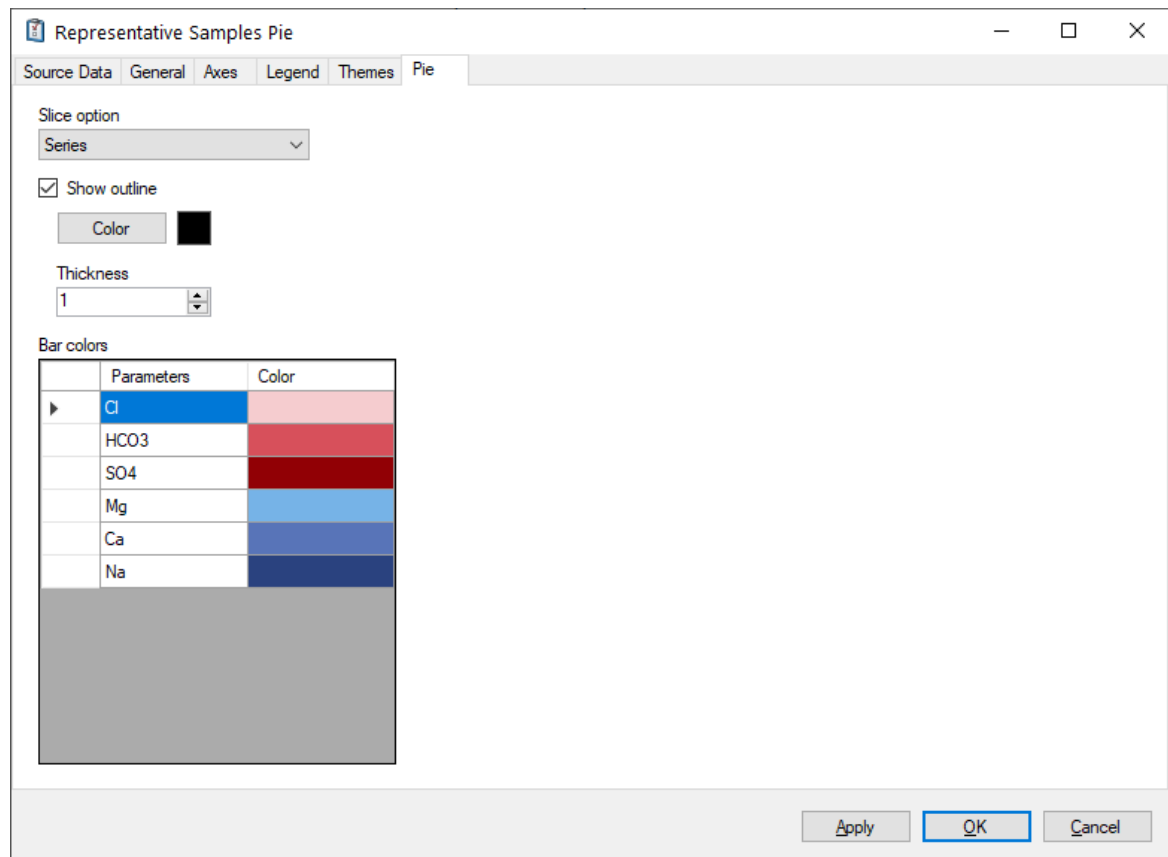 Representative Samples Pie
Source Data General Axes Legend Themes Pie
Slice option
Series
Show outline
Color
Thickness
1
Bar colors
Parameters Color
Cl
HCO3
SO4
Mg
Ca
Na
Apply OK Cancel